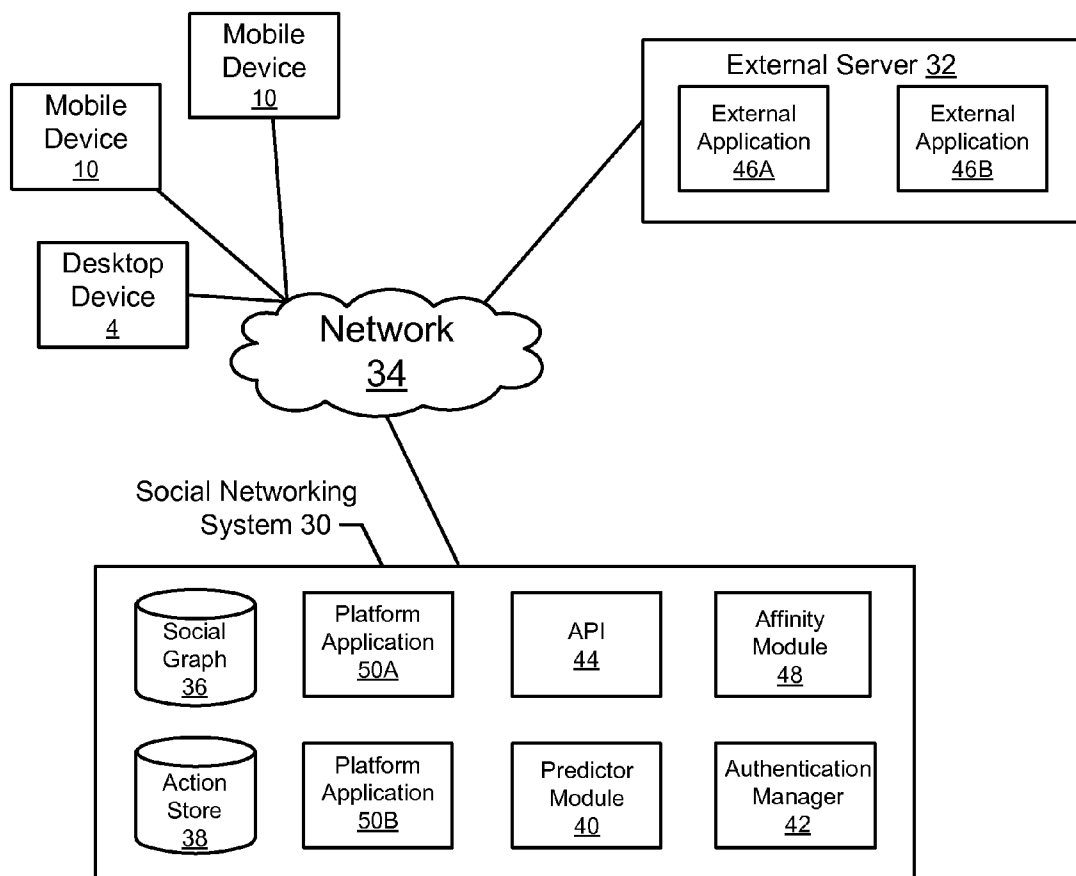 Mobile
Device
10
Mobile
Device
10
Desktop
Device
4
External Server 32
External
Application
46A
External
Application
46B
Network
34
Social Networking
System 30
Social
Graph
36
Platform
Application
50A
API
44
Affinity
Module
48
Action
Store
38
Platform
Application
50B
Predictor
Module
40
Authentication
Manager
42